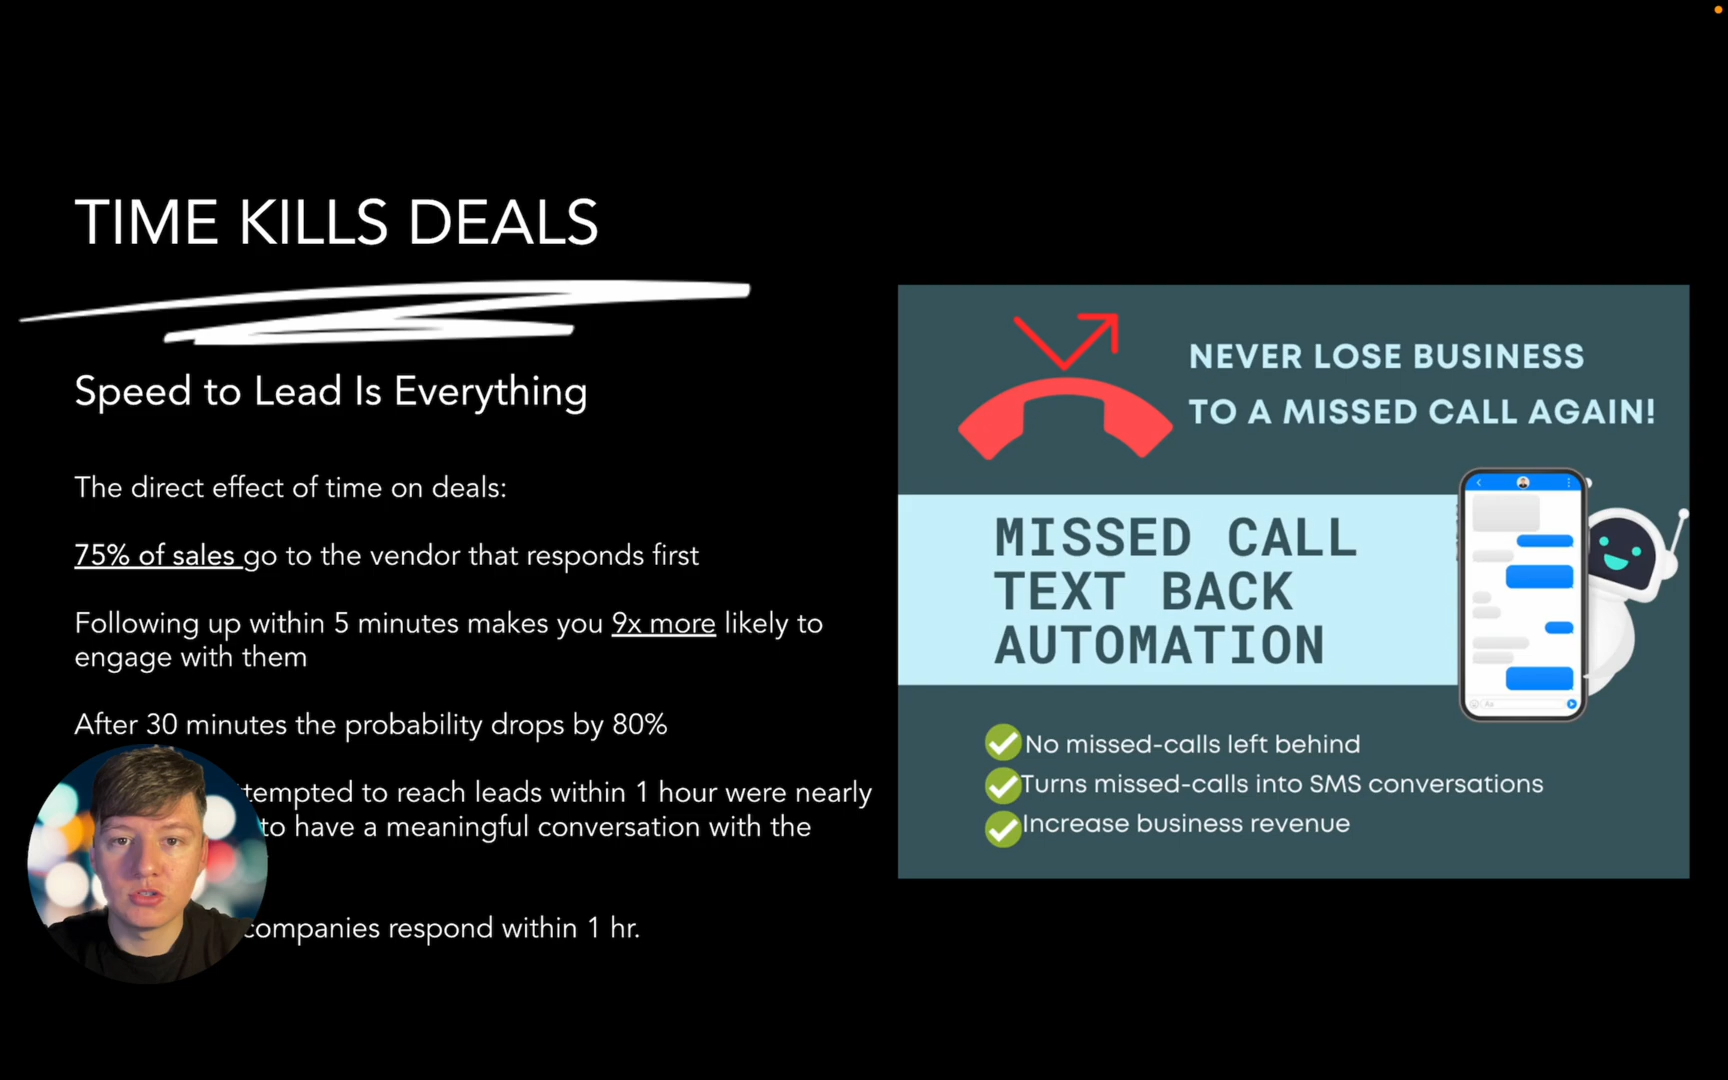 TIME KILLS DEALS
Speed to Lead Is Everything
The direct effect of time on deals:
75% of sales go to the vendor that responds first
Following up within 5 minutes makes you 9x more likely to
engage with them
After 30 minutes the probability drops by 80%
to reach leads within 1 hour were nearly
to have a meaningful conversation with the
companies respond within 1 hr.
NEVER LOSE BUSINESS
TO A MISSED CALL AGAIN!
MISSED CALL
TEXT BACK
AUTOMATION
No missed-calls left behind
Turns missed-calls into SMS conversations
Increase business revenue
Aa